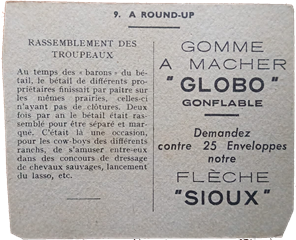 9. A ROUND-UP
RASSEMBLEMENT DES
TROUPEAUX
Au temps des « barons » du bé-
tail, le bétail de différents pro-
priétaires finissait par paître sur
les mêmes prairies, celles-ci
n'ayant pas de clôtures. Deux
fois par an le bétail était ras-
semblé pour être séparé et mar-
qué. C'était là une occasion,
pour les cow-boys des différents
ranchs, de s'amuser entre-eux
dans des concours de dressage
de chevaux sauvages, lancement
du lasso, etc.
GOMME
A MACHER
"GLOBO"
GONFLABLE
Demandez
contre 25 Enveloppes
notre
FLÈCHE
"SIOUX"